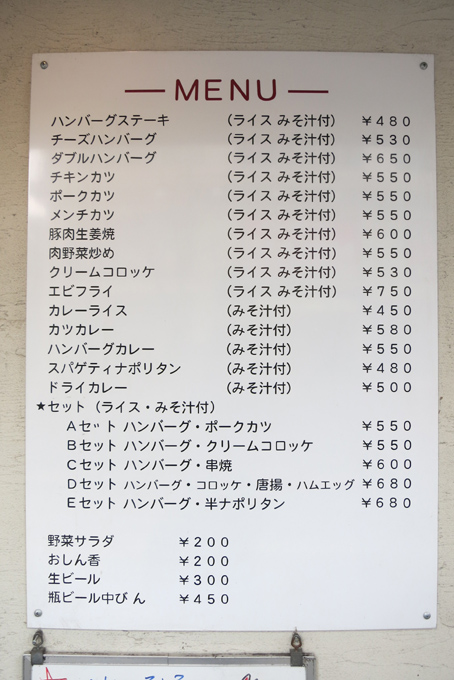 MENU
ハンバーグステーキ (ライス みそ汁付) ￥480
チーズハンバーグ (ライス みそ汁付) ￥530
ダブルハンバーグ (ライス みそ汁付) ￥650
チキンカツ (ライス みそ汁付) ￥550
ポークカツ (ライス みそ汁付) ￥550
メンチカツ (ライス みそ汁付) ￥550
豚肉生姜焼 (ライス みそ汁付) ￥600
肉野菜炒め (ライス みそ汁付) ￥550
クリームコロッケ (ライス みそ汁付) ￥530
エビフライ (ライス みそ汁付) ￥750
カレーライス (みそ汁付) ￥450
カツカレー (みそ汁付) ￥580
ハンバーグカレー (みそ汁付) ￥550
スパゲティナポリタン (みそ汁付) ￥480
ドライカレー (みそ汁付) ￥500
★セット (ライス・みそ汁付)
Aセット ハンバーグ・ポークカツ ￥550
Bセット ハンバーグ・クリームコロッケ ￥530
Cセット ハンバーグ・串焼 ￥600
Dセット ハンバーグ・コロッケ・唐揚・ハムエッグ ￥680
Eセット ハンバーグ・半ナポリタン ￥680
野菜サラダ ￥200
おしん香 ￥200
生ビール ￥300
瓶ビール中びん ￥450